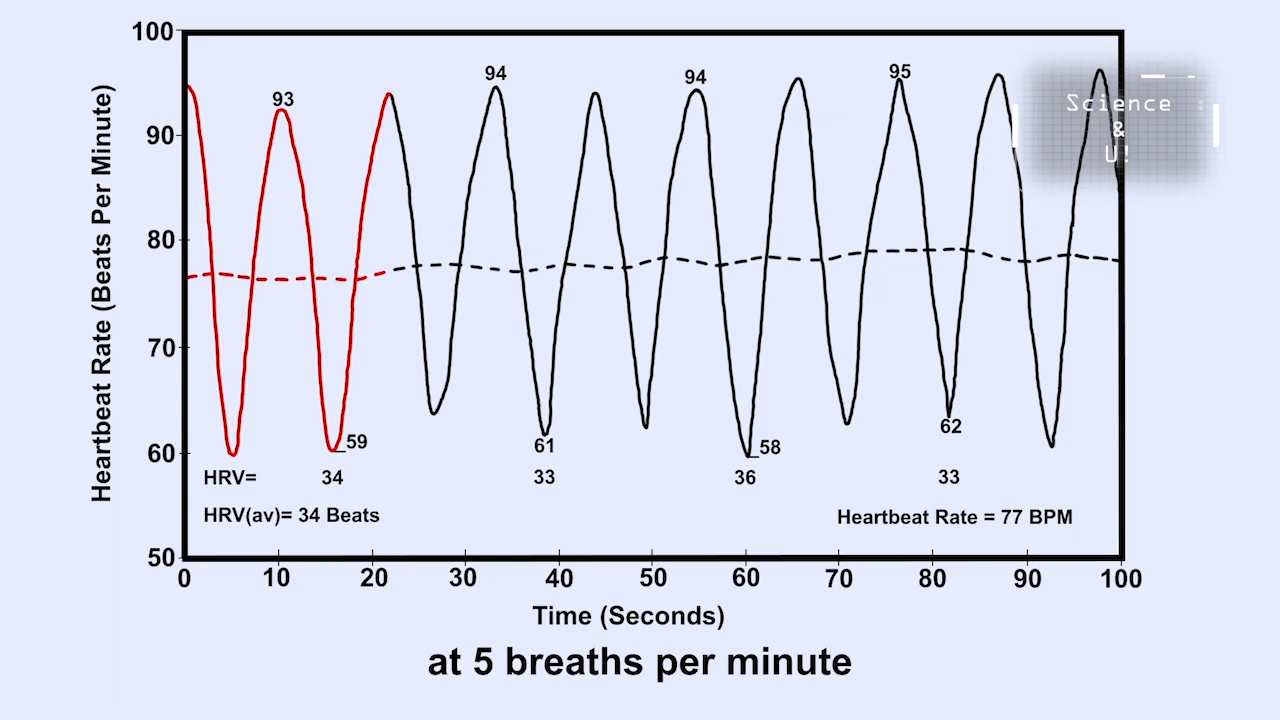 100
90
80
70
60
50
Heartbeat Rate (Beats Per Minute)
93
94
94
95
59
61
58
62
HRV= 34 33 36 33
HRV(av)= 34 Beats
Heartbeat Rate = 77 BPM
0 10 20 30 40 50 60 70 80 90 100
Time (Seconds)
at 5 breaths per minute
Science
&
U!